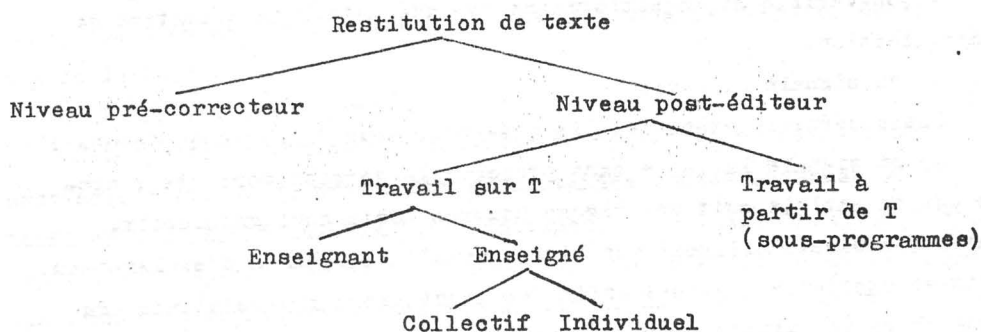 Restitution de texte
Niveau pré-correcteur
Niveau post-éditeur
Travail sur T
Travail à
partir de T
(sous-programmes)
Enseignant
Enseigné
Collectif
Individuel